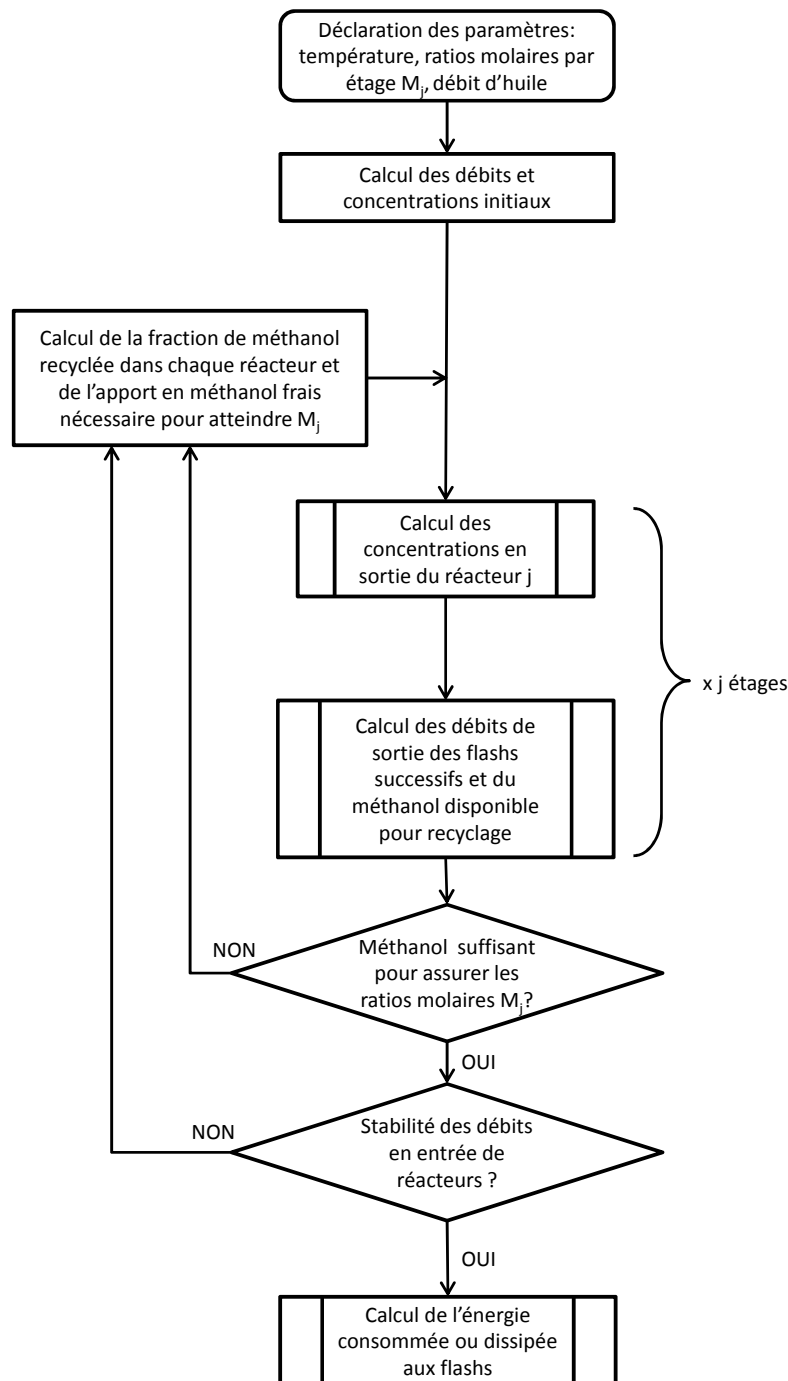 Déclaration des paramètres:
température, ratios molaires par
étage Mj, débit d'huile
Calcul des débits et
concentrations initiaux
Calcul de la fraction de méthanol
recyclée dans chaque réacteur et
de l'apport en méthanol frais
nécessaire pour atteindre Mj
Calcul des
concentrations en
sortie du réacteur j
x j étages
Calcul des débits de
sortie des flashs
successifs et du
méthanol disponible
pour recyclage
NON
Méthanol suffisant
pour assurer les
ratios molaires Mj?
OUI
NON
Stabilité des débits
en entrée de
réacteurs ?
OUI
Calcul de l'énergie
consommée ou dissipée
aux flashs